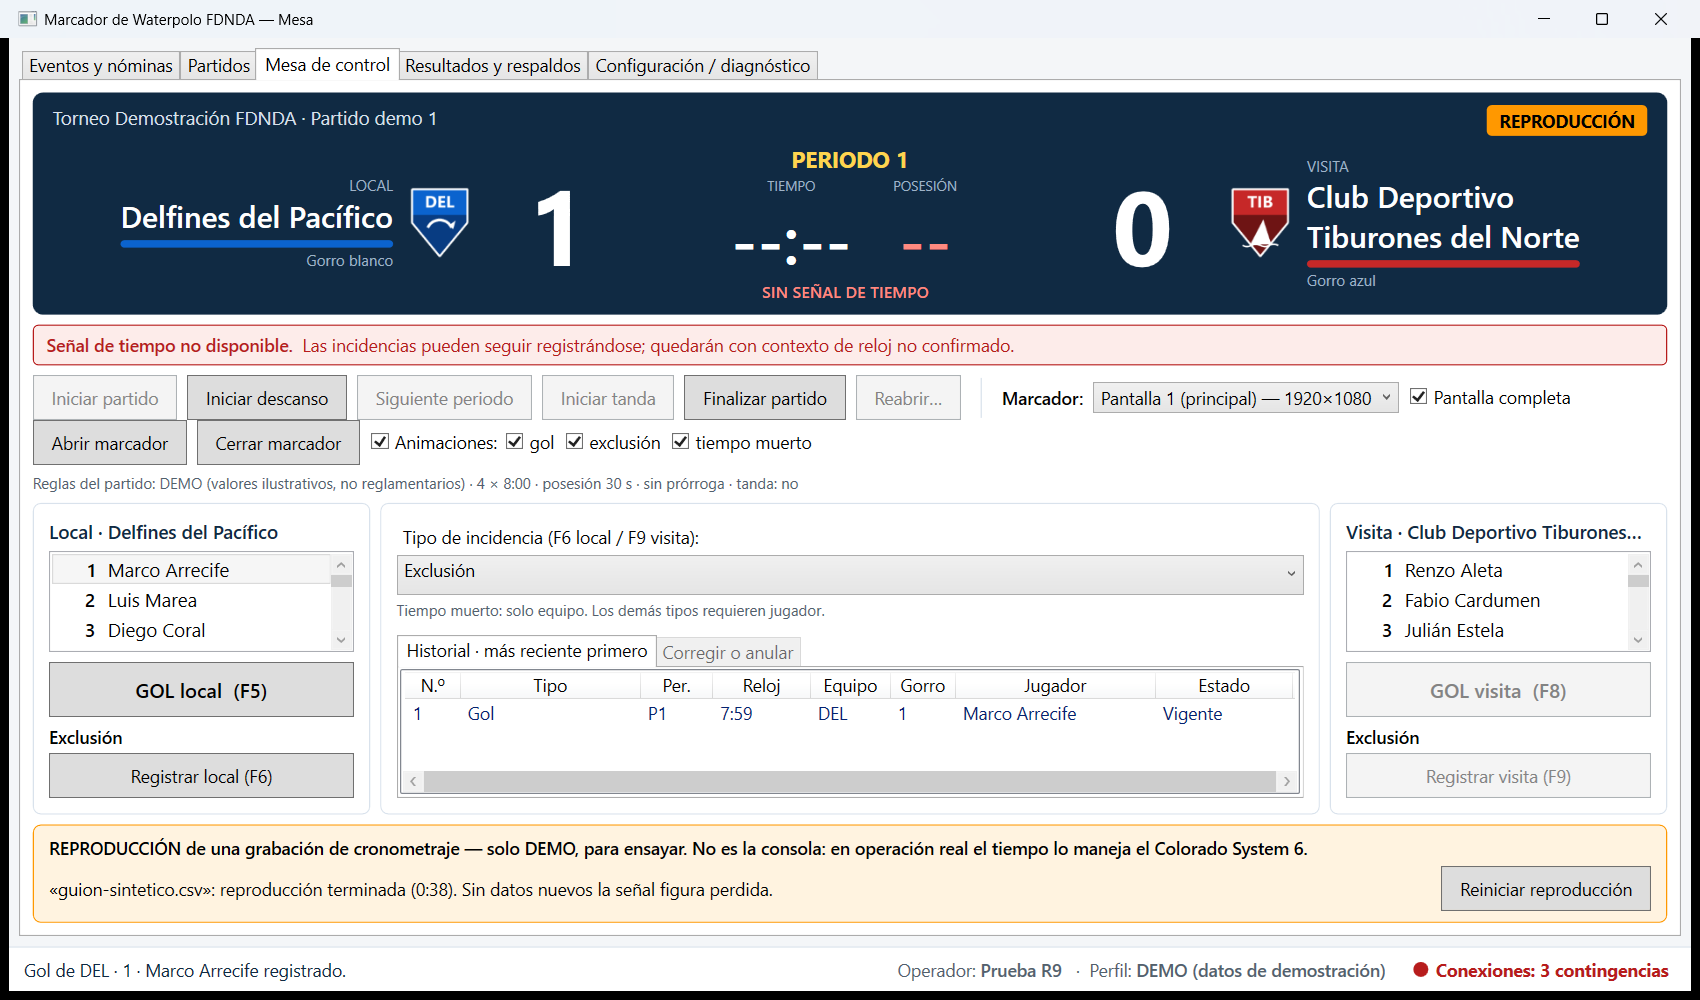 Marcador de Waterpolo FDNDA — Mesa
Eventos y nóminas Partidos Mesa de control Resultados y respaldos Configuración / diagnóstico
Torneo Demostración FDNDA · Partido demo 1
REPRODUCCIÓN
PERIODO 1
LOCAL
Delfines del Pacífico
Gorro blanco
DEL
1
TIEMPO POSESIÓN
--:-- --
SIN SEÑAL DE TIEMPO
0
TIB
VISITA
Club Deportivo
Tiburones del Norte
Gorro azul
Señal de tiempo no disponible. Las incidencias pueden seguir registrándose; quedarán con contexto de reloj no confirmado.
Iniciar partido Iniciar descanso Siguiente periodo Iniciar tanda Finalizar partido Reabrir... Marcador: Pantalla 1 (principal) — 1920×1080 Pantalla completa
Abrir marcador Cerrar marcador Animaciones: gol exclusión tiempo muerto
Reglas del partido: DEMO (valores ilustrativos, no reglamentarios) · 4 × 8:00 · posesión 30 s · sin prórroga · tanda: no
Local · Delfines del Pacífico
1 Marco Arrecife
2 Luis Marea
3 Diego Coral
GOL local (F5)
Exclusión
Registrar local (F6)
Tipo de incidencia (F6 local / F9 visita):
Exclusión
Tiempo muerto: solo equipo. Los demás tipos requieren jugador.
Historial · más reciente primero Corregir o anular
N.º Tipo Per. Reloj Equipo Gorro Jugador Estado
1 Gol P1 7:59 DEL 1 Marco Arrecife Vigente
Visita · Club Deportivo Tiburones...
1 Renzo Aleta
2 Fabio Cardumen
3 Julián Estela
GOL visita (F8)
Exclusión
Registrar visita (F9)
REPRODUCCIÓN de una grabación de cronometraje — solo DEMO, para ensayar. No es la consola: en operación real el tiempo lo maneja el Colorado System 6.
«guion-sintetico.csv»: reproducción terminada (0:38). Sin datos nuevos la señal figura perdida.
Reiniciar reproducción
Gol de DEL · 1 · Marco Arrecife registrado.
Operador: Prueba R9 · Perfil: DEMO (datos de demostración) Conexiones: 3 contingencias